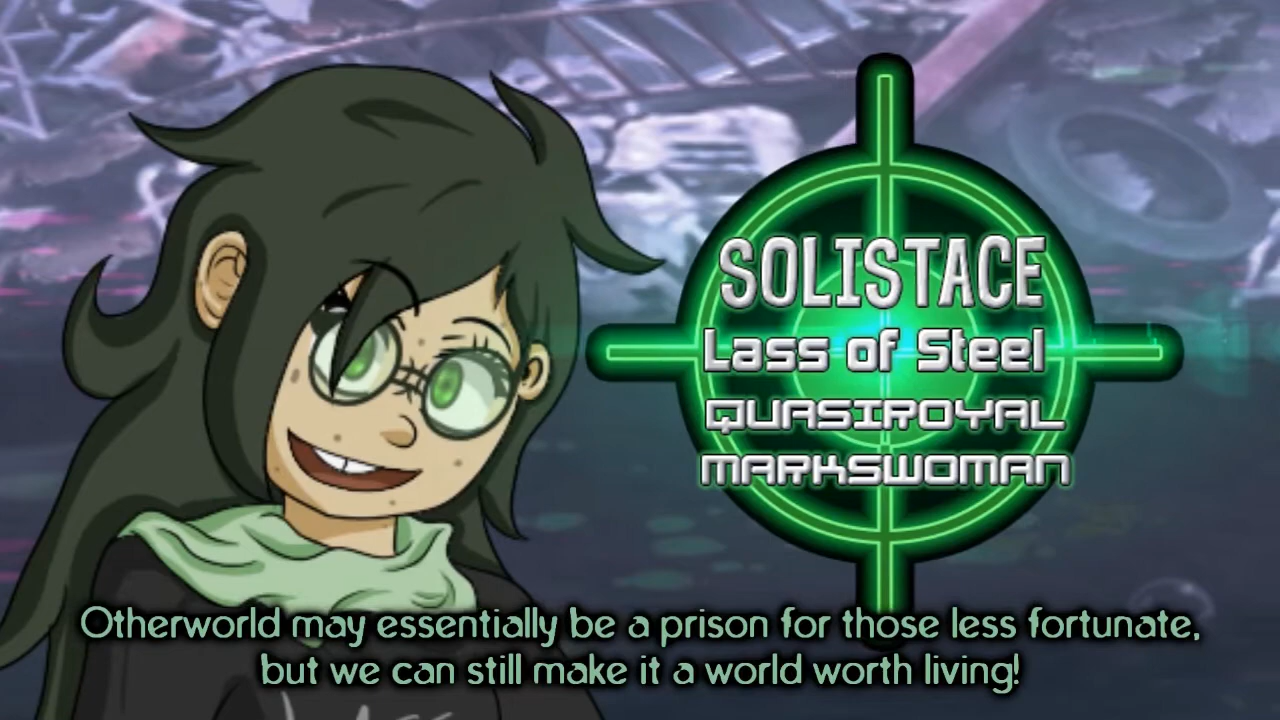 SOLISTACE
Lass of Steel
QUASIROYAL
MARKSWOMAN
Otherworld may essentially be a prison for those less fortunate,
but we can still make it a world worth living!